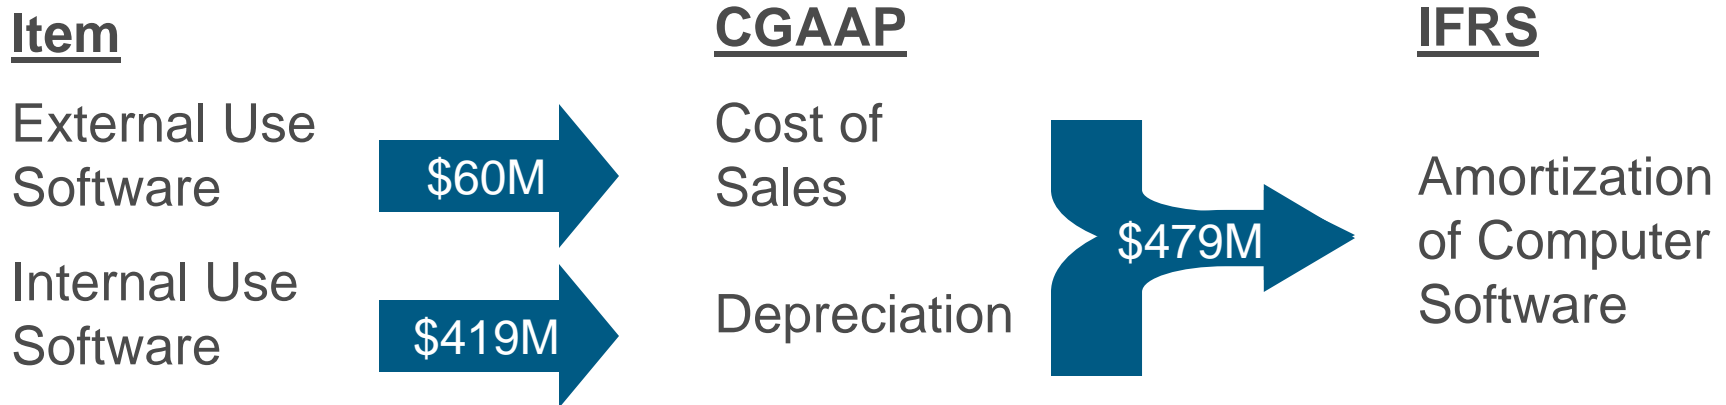 Item
CGAAP
IFRS
External Use
Software
$60M
Cost of
Sales
Internal Use
Software
$419M
Depreciation
$479M
Amortization
of Computer
Software